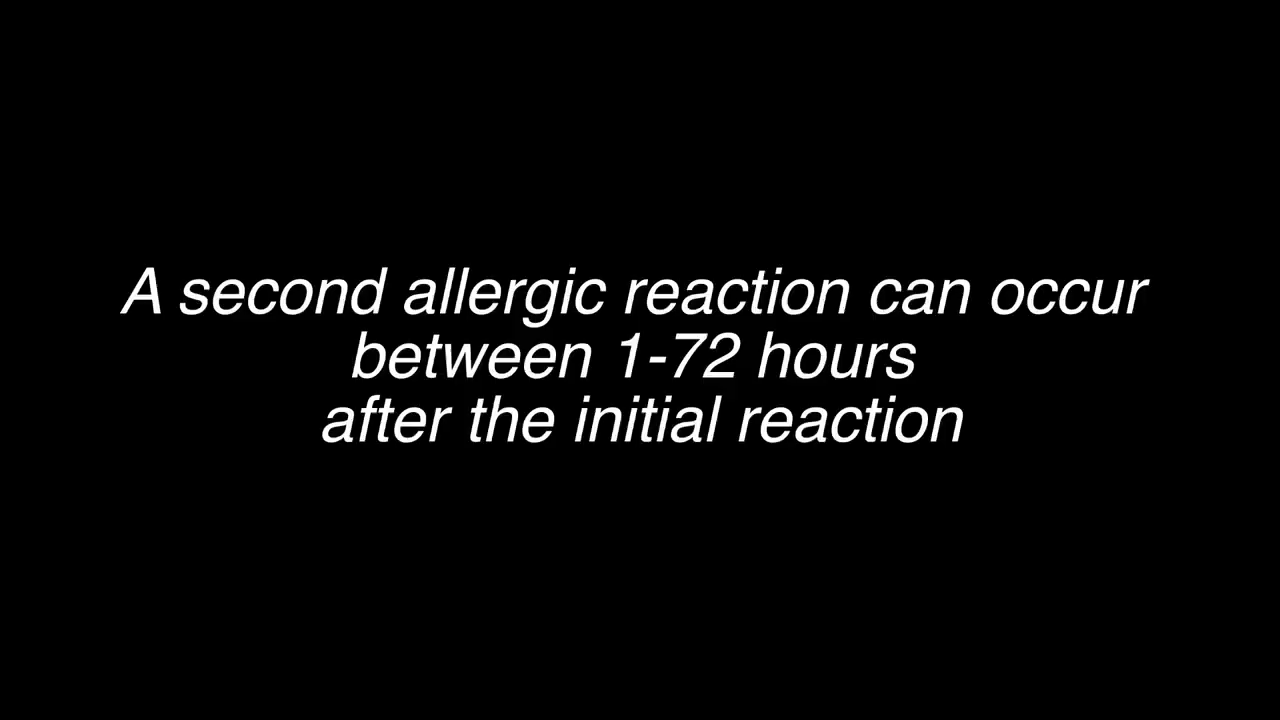 A second allergic reaction can occur
between 1-72 hours
after the initial reaction